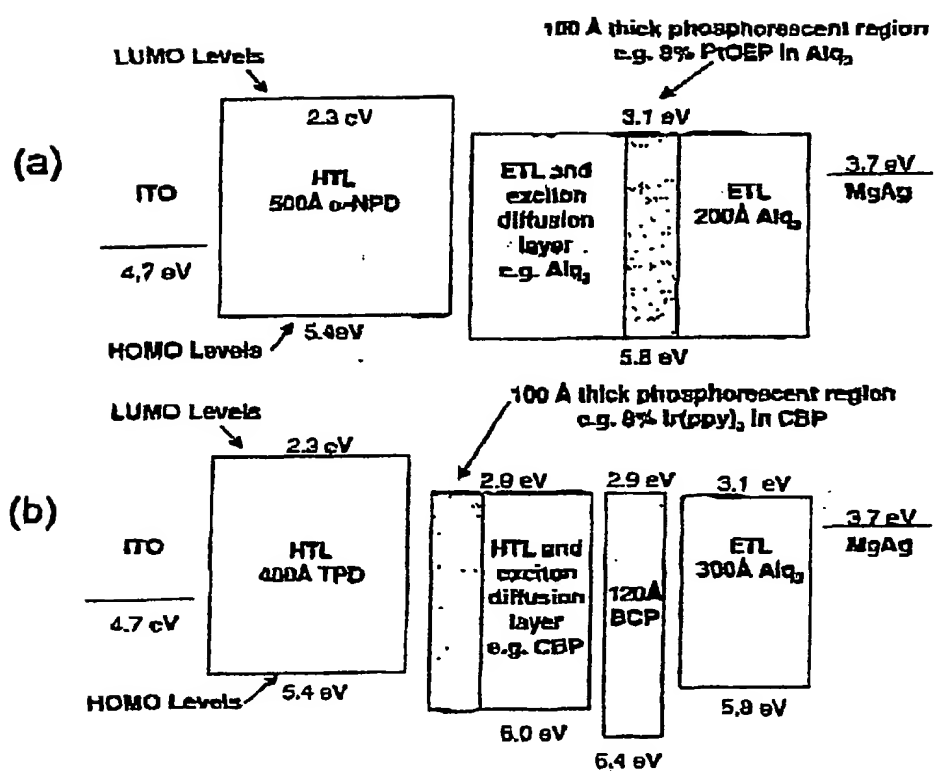 100 Å thick phosphorescent region
e.g. 8% PtOEP in Alq3
LUMO Levels
(a)
ITO
4.7 eV
2.3 eV
HTL
500Å α-NPD
5.4eV
HOMO Levels
3.1 eV
ETL and
exciton
diffusion
layer
e.g. Alq3
ETL
200Å Alq3
5.8 eV
3.7 eV
MgAg
100 Å thick phosphorescent region
e.g. 8% Ir(ppy)3 in CBP
LUMO Levels
(b)
ITO
4.7 eV
2.3 eV
HTL
400Å TPD
5.4 eV
HOMO Levels
2.9 eV
HTL and
exciton
diffusion
layer
e.g. CBP
6.0 eV
2.9 eV
120Å
BCP
6.4 eV
3.1 eV
ETL
300Å Alq3
5.8 eV
3.7 eV
MgAg